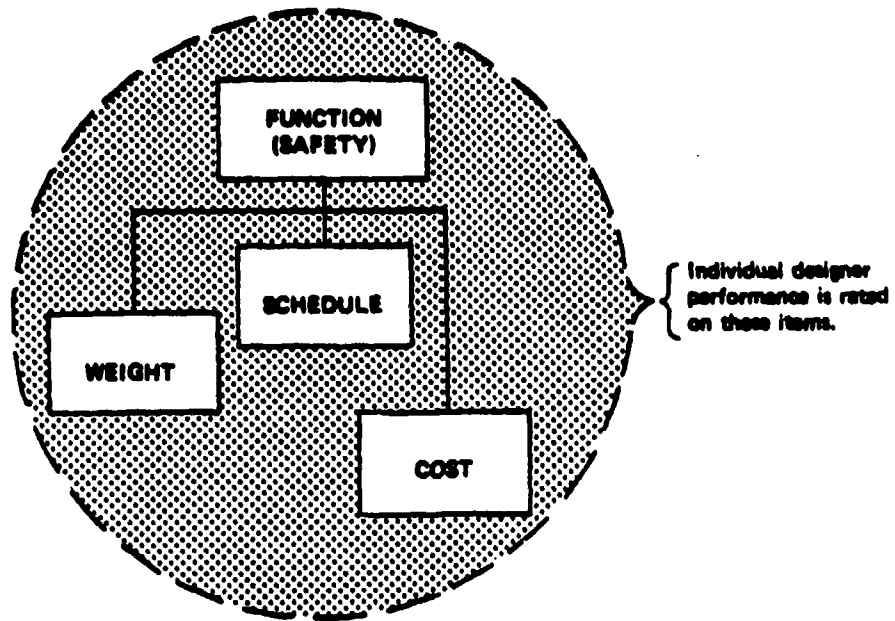 FUNCTION
(SAFETY)
SCHEDULE
WEIGHT
COST
Individual designer
performance is rated
on these items.